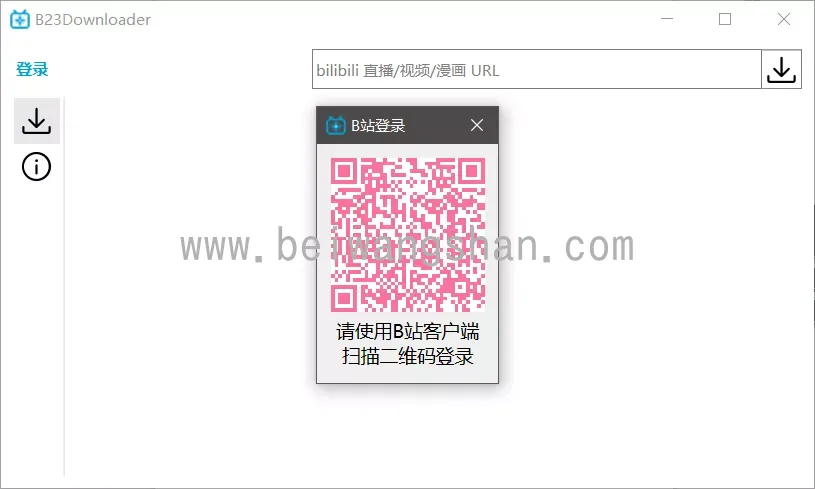 B23Downloader
登录
bilibili 直播/视频/漫画 URL
B站登录
www.beiwangshan.com
请使用B站客户端
扫描二维码登录